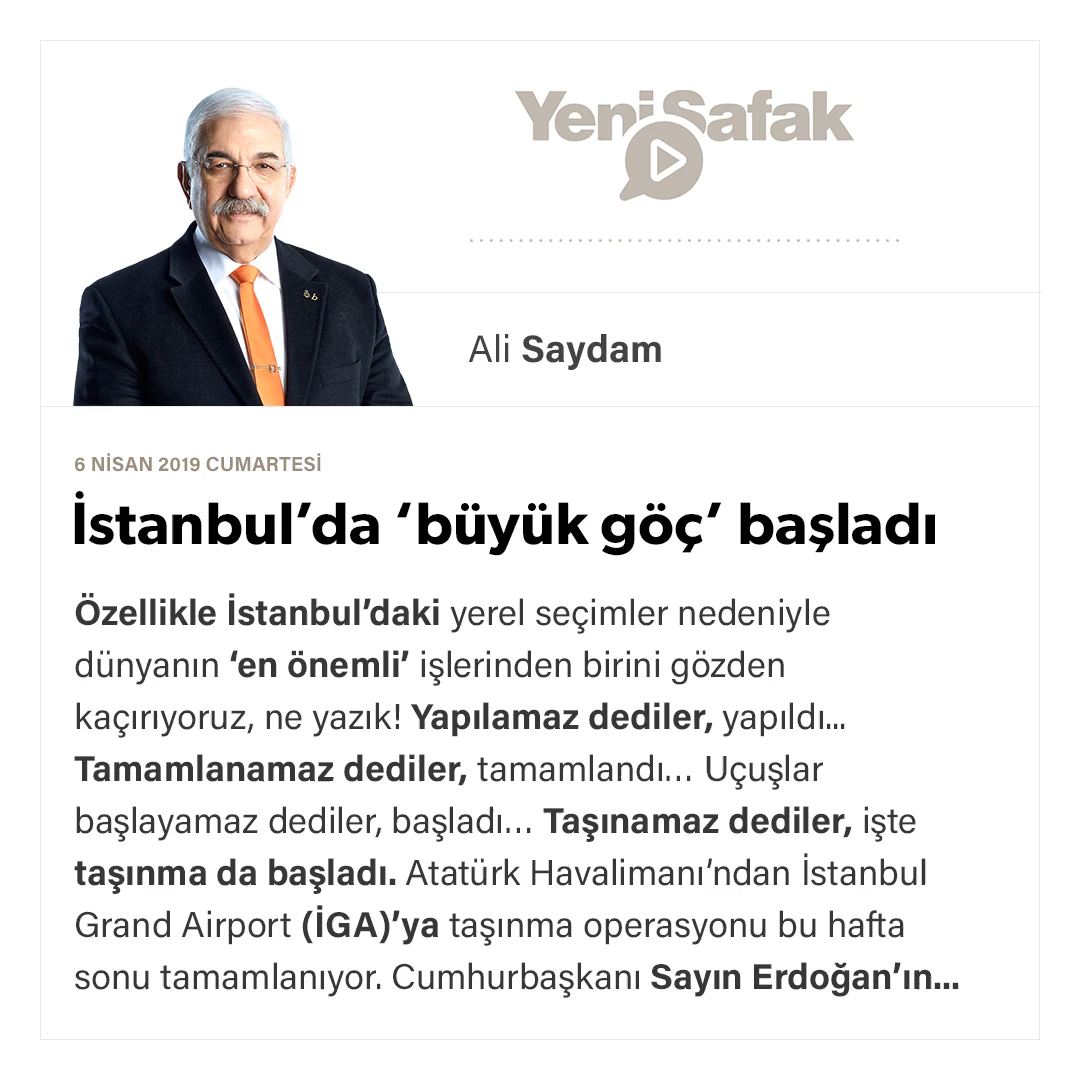 Yeni Safak
Ali Saydam
6 NİSAN 2019 CUMARTESİ
İstanbul’da ‘büyük göç’ başladı
Özellikle İstanbul’daki yerel seçimler nedeniyle
dünyanın ‘en önemli’ işlerinden birini gözden
kaçırıyoruz, ne yazık! Yapılamaz dediler, yapıldı...
Tamamlanamaz dediler, tamamlandı… Uçuşlar
başlayamaz dediler, başladı… Taşınamaz dediler, işte
taşınma da başladı. Atatürk Havalimanı’ndan İstanbul
Grand Airport (İGA)’ya taşınma operasyonu bu hafta
sonu tamamlanıyor. Cumhurbaşkanı Sayın Erdoğan’ın...